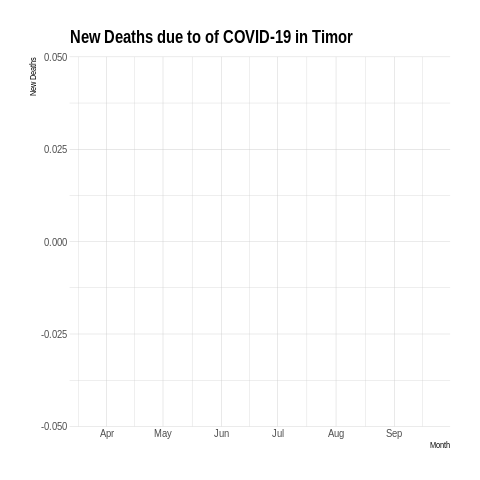 New Deaths due to of COVID-19 in Timor
New Deaths
0.050
0.025
0.000
-0.025
-0.050
Apr May Jun Jul Aug Sep
Month